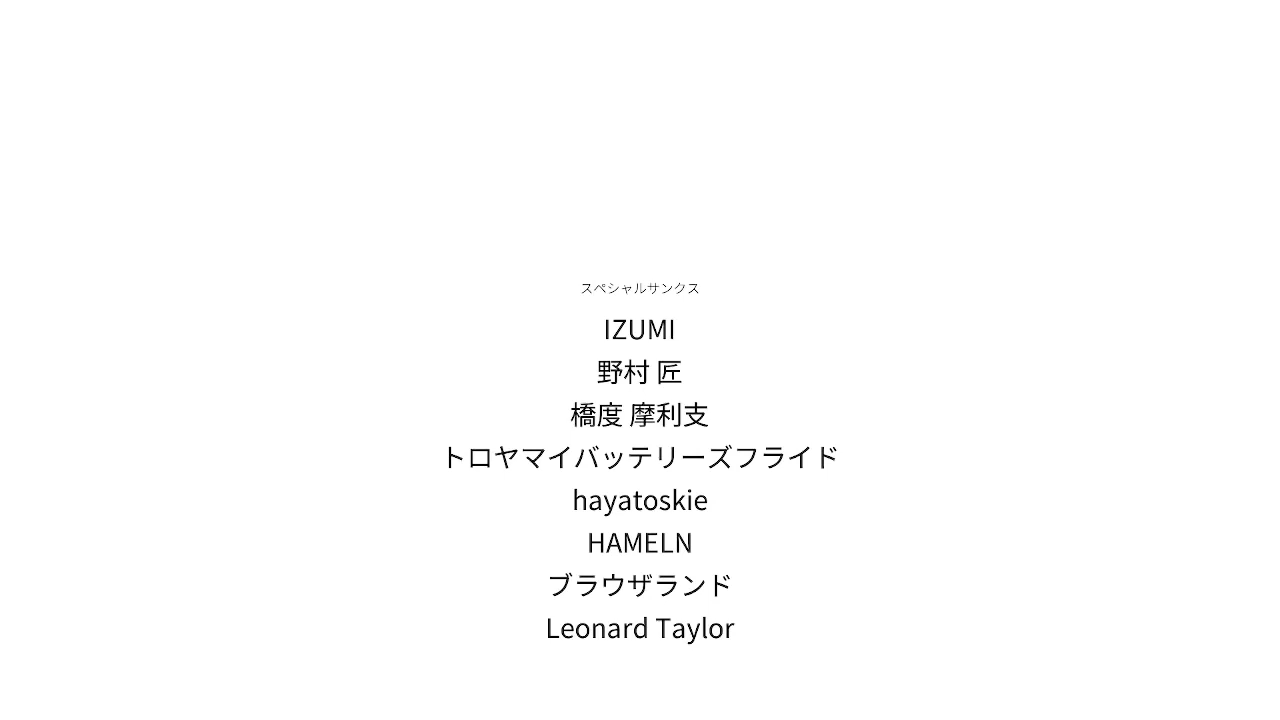 スペシャルサンクス
IZUMI
野村 匠
橋度 摩利支
トロヤマイバッテリーズフライド
hayatoskie
HAMELN
ブラウザランド
Leonard Taylor